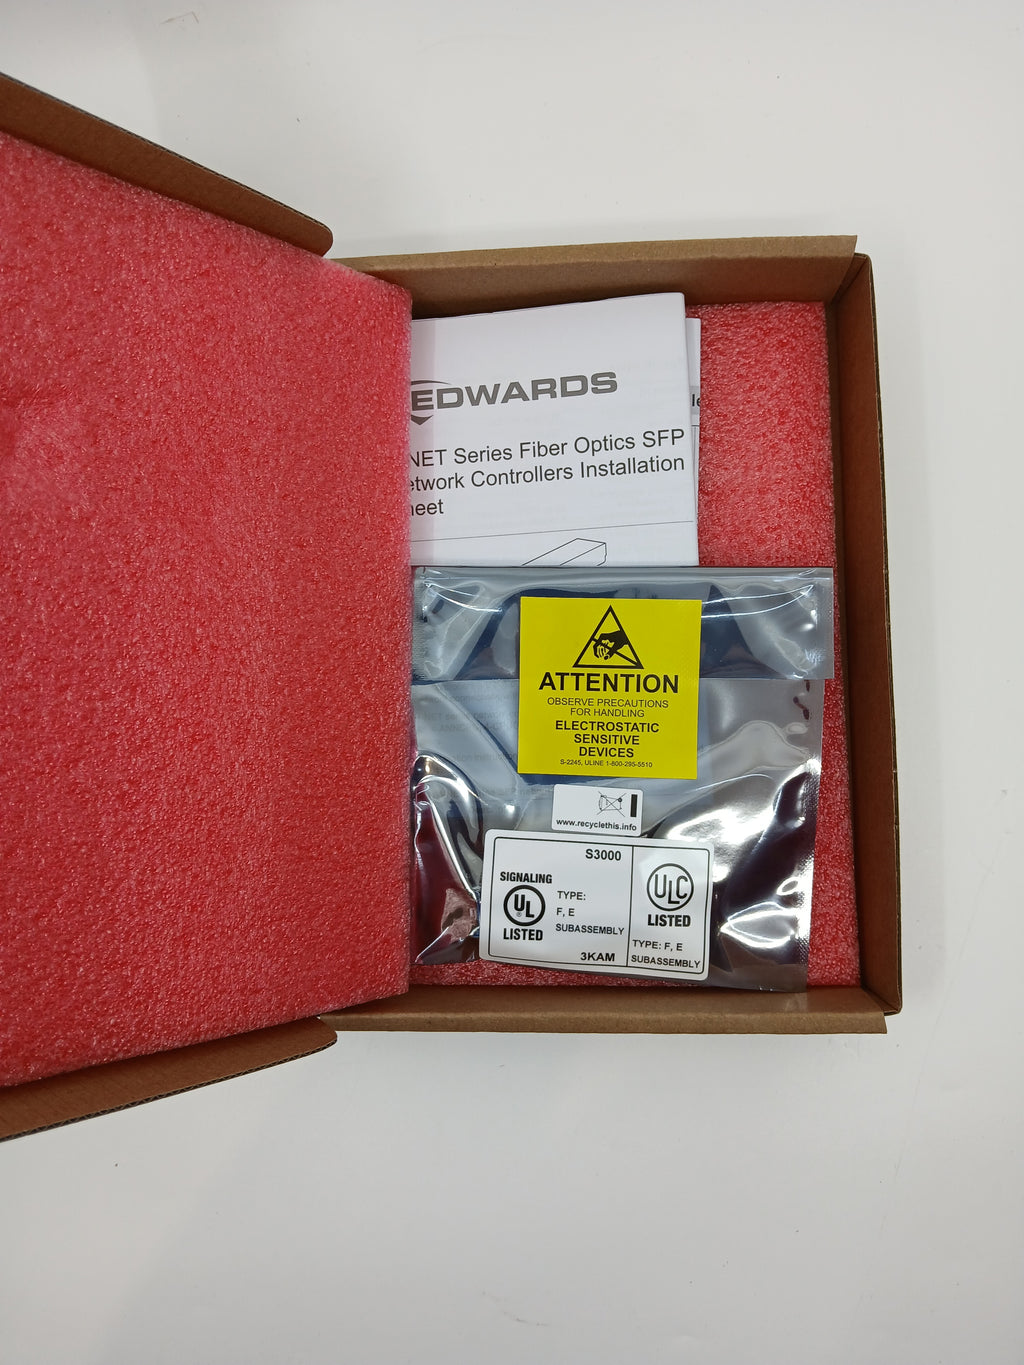 EDWARDS
NET Series Fiber Optics SFP
etwork Controllers Installation
heet
ATTENTION
OBSERVE PRECAUTIONS
FOR HANDLING
ELECTROSTATIC
SENSITIVE
DEVICES
S-2245, ULINE 1-800-295-5510
www.recyclethis.info
S3000
SIGNALING
UL
®
LISTED
TYPE:
F, E
SUBASSEMBLY
3KAM
ULC
LISTED
TYPE: F, E
SUBASSEMBLY